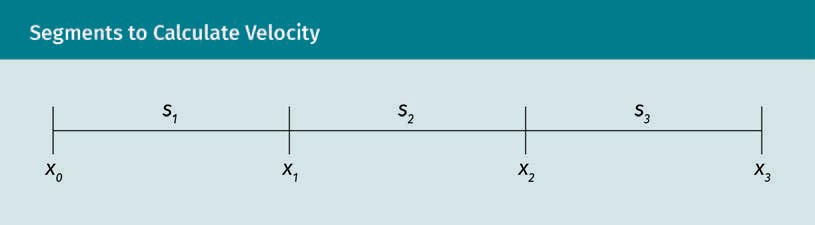 Segments to Calculate Velocity
s₁ s₂ s₃
x₀ x₁ x₂ x₃